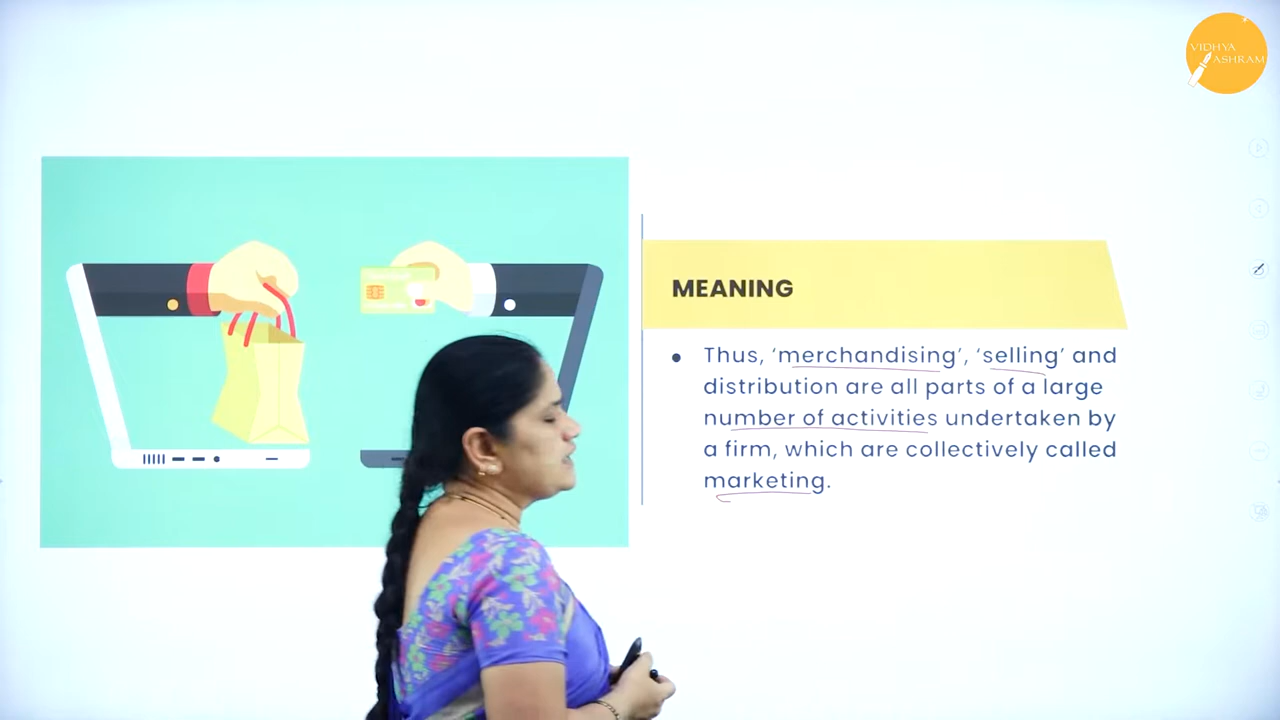 VIDHYA
ASHRAM
MEANING
• Thus, ‘merchandising’, ‘selling’ and
distribution are all parts of a large
number of activities undertaken by
a firm, which are collectively called
marketing.